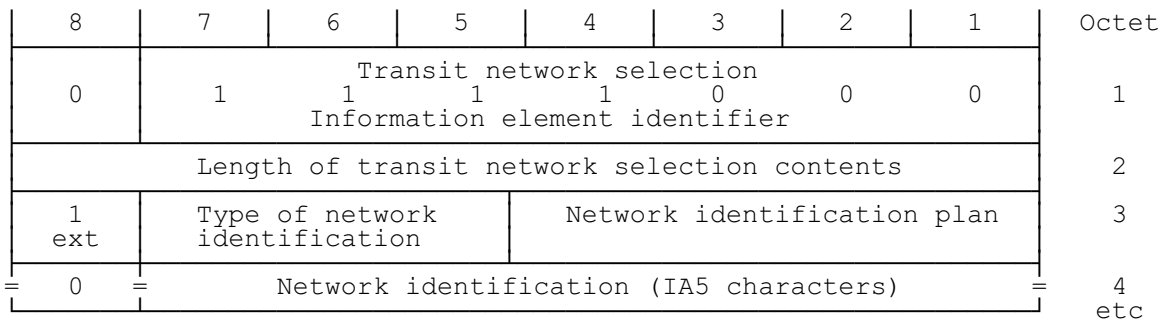 8 7 6 5 4 3 2 1 Octet
Transit network selection
0 1 1 1 1 0 0 0 1
Information element identifier
Length of transit network selection contents 2
1 Type of network Network identification plan 3
ext identification
= 0 = Network identification (IA5 characters) = 4
etc